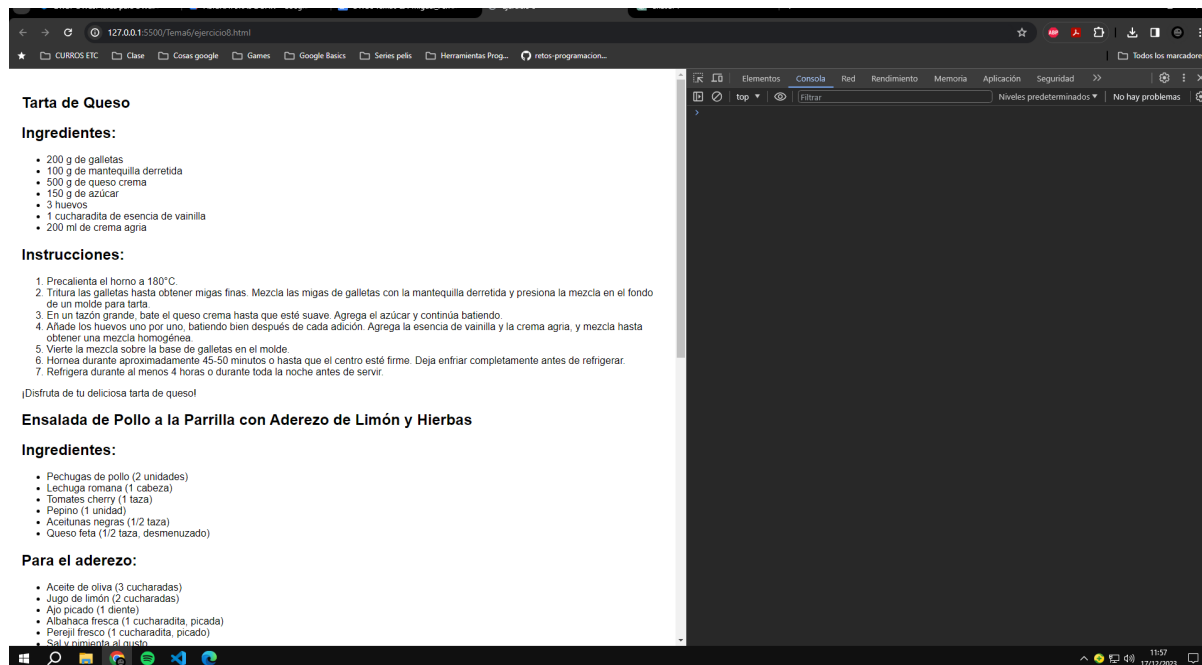 127.0.0.1:5500/Tema6/ejercicio8.html
CURROS ETC Clase Cosas google Games Google Basics Series pelis Herramientas Prog... retos-programacion... Todos los marcadore
Elementos Consola Red Rendimiento Memoria Aplicación Seguridad
top Filtrar Niveles predeterminados No hay problemas
Tarta de Queso
Ingredientes:
200 g de galletas
100 g de mantequilla derretida
500 g de queso crema
150 g de azúcar
3 huevos
1 cucharadita de esencia de vainilla
200 ml de crema agria
Instrucciones:
1. Precalienta el horno a 180°C.
2. Tritura las galletas hasta obtener migas finas. Mezcla las migas de galletas con la mantequilla derretida y presiona la mezcla en el fondo
de un molde para tarta.
3. En un tazón grande, bate el queso crema hasta que esté suave. Agrega el azúcar y continúa batiendo.
4. Añade los huevos uno por uno, batiendo bien después de cada adición. Agrega la esencia de vainilla y la crema agria, y mezcla hasta
obtener una mezcla homogénea.
5. Vierte la mezcla sobre la base de galletas en el molde.
6. Hornea durante aproximadamente 45-50 minutos o hasta que el centro esté firme. Deja enfriar completamente antes de refrigerar.
7. Refrigera durante al menos 4 horas o durante toda la noche antes de servir.
¡Disfruta de tu deliciosa tarta de queso!
Ensalada de Pollo a la Parrilla con Aderezo de Limón y Hierbas
Ingredientes:
Pechugas de pollo (2 unidades)
Lechuga romana (1 cabeza)
Tomates cherry (1 taza)
Pepino (1 unidad)
Aceitunas negras (1/2 taza)
Queso feta (1/2 taza, desmenuzado)
Para el aderezo:
Aceite de oliva (3 cucharadas)
Jugo de limón (2 cucharadas)
Ajo picado (1 diente)
Albahaca fresca (1 cucharadita, picada)
Perejil fresco (1 cucharadita, picado)
Sal y pimienta al gusto
11:57
17/12/2023